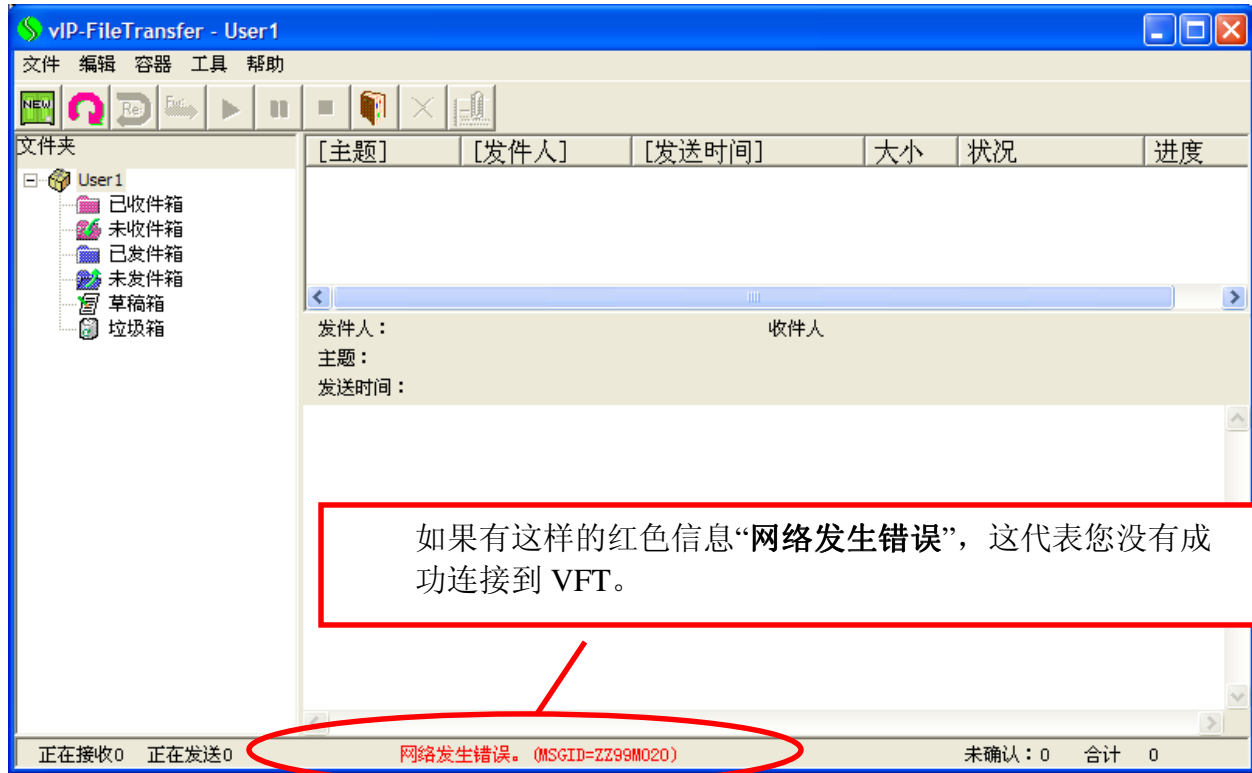 vIP-FileTransfer - User1
文件 编辑 容器 工具 帮助
NEW Re: Fw:
文件夹
[主题] [发件人] [发送时间] 大小 状况 进度
User1
已收件箱
未收件箱
已发件箱
未发件箱
草稿箱
垃圾箱
发件人： 收件人
主题：
发送时间：
如果有这样的红色信息“网络发生错误”，这代表您没有成
功连接到 VFT。
正在接收0 正在发送0 网络发生错误。(MSGID=ZZ99M020) 未确认：0 合计 0